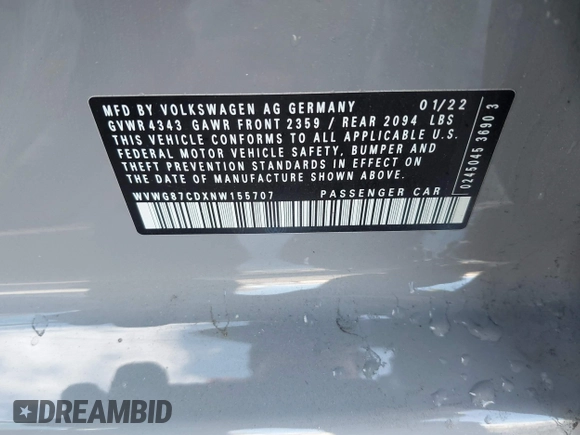 MFD BY VOLKSWAGEN AG GERMANY 01/22
GVWR 4343 GAWR FRONT 2359 / REAR 2094 LBS
THIS VEHICLE CONFORMS TO ALL APPLICABLE U.S.
FEDERAL MOTOR VEHICLE SAFETY, BUMPER AND
THEFT PREVENTION STANDARDS IN EFFECT ON
THE DATE OF MANUFACTURE SHOWN ABOVE.
WVWG87CDXNW155707 PASSENGER CAR
0245045 3690 3
DREAMBID